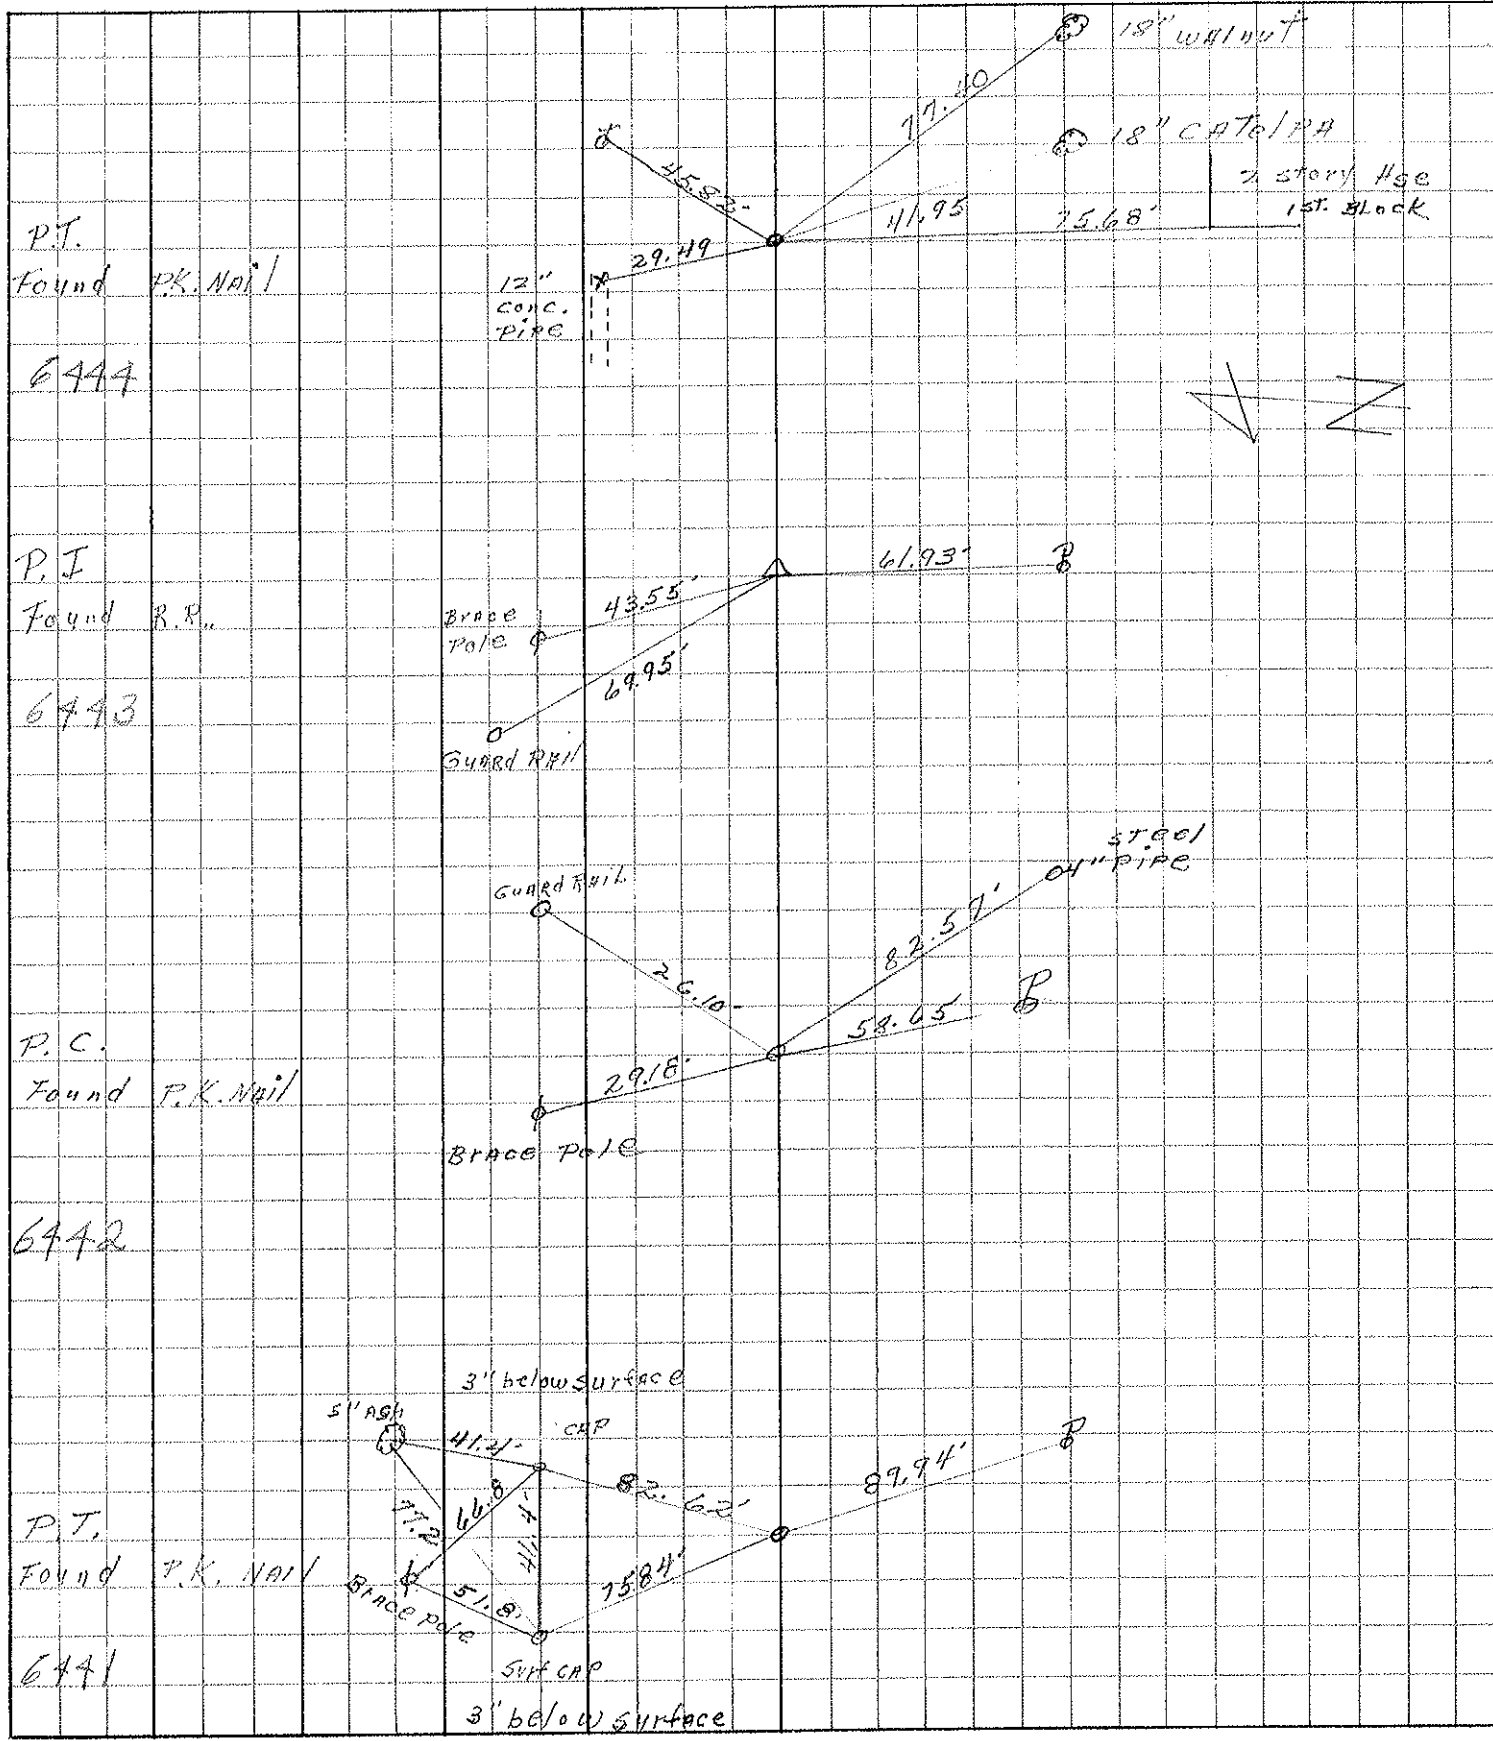 18" WALNUT
77.40
18" CATALPA
45.82'
2 story Hse
1ST. BLOCK
41.95
75.68'
P.T.
29.49
Found P.K. NAil
12"
CONC.
PIPE
6444
Z
P.I
61.93'
P
43.55'
Found R.R.
Brace
Pole
69.95'
6443
GUARD RAIL
STEEL
4" PIPE
GUARD RAIL
82.57'
26.10'
P
58.65'
P.C.
29.18'
Found P.K. Nail
Brace Pole
6442
3" below surface
5" ASH
CAP
41.21'
P
89.94'
82.62'
66.8
77.2
41.4'
P.T.
75.84'
Found P.K. NAIl
Brace Pole
51.8'
6441
Surf CAP
3" below surface